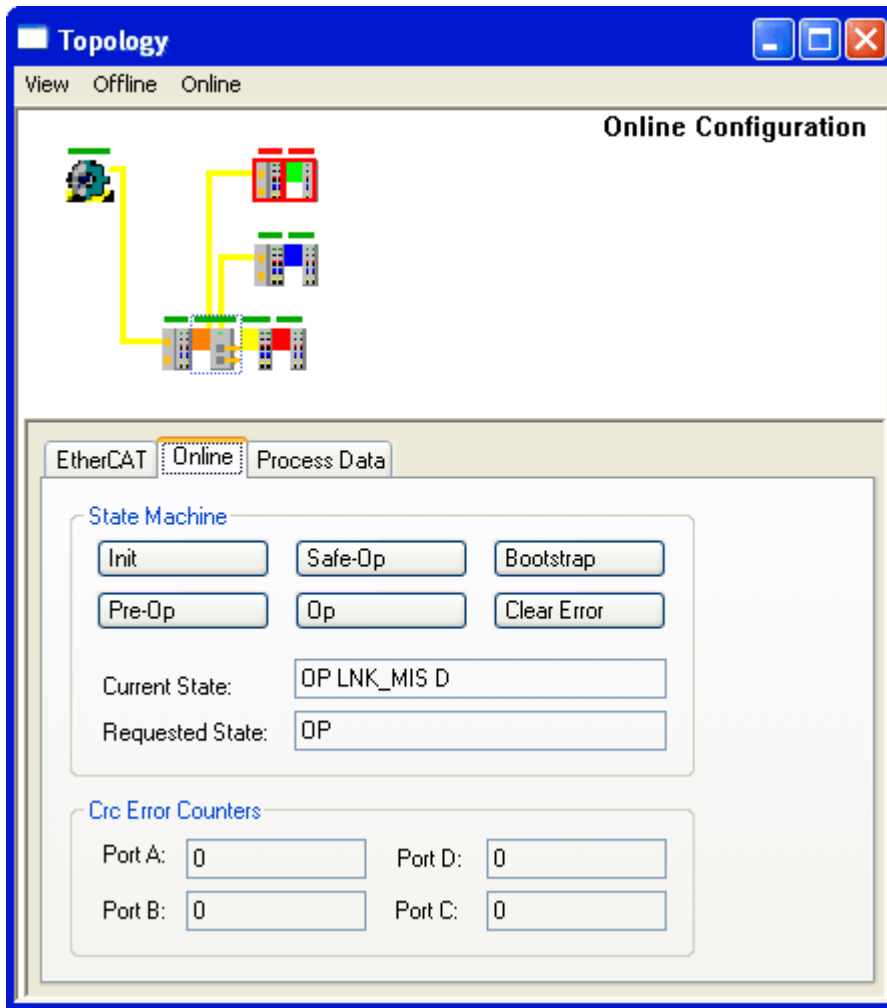 Topology
View Offline Online
Online Configuration
EtherCAT Online Process Data
State Machine
Init Safe-Op Bootstrap
Pre-Op Op Clear Error
Current State: OP LNK_MIS D
Requested State: OP
Crc Error Counters
Port A: 0 Port D: 0
Port B: 0 Port C: 0